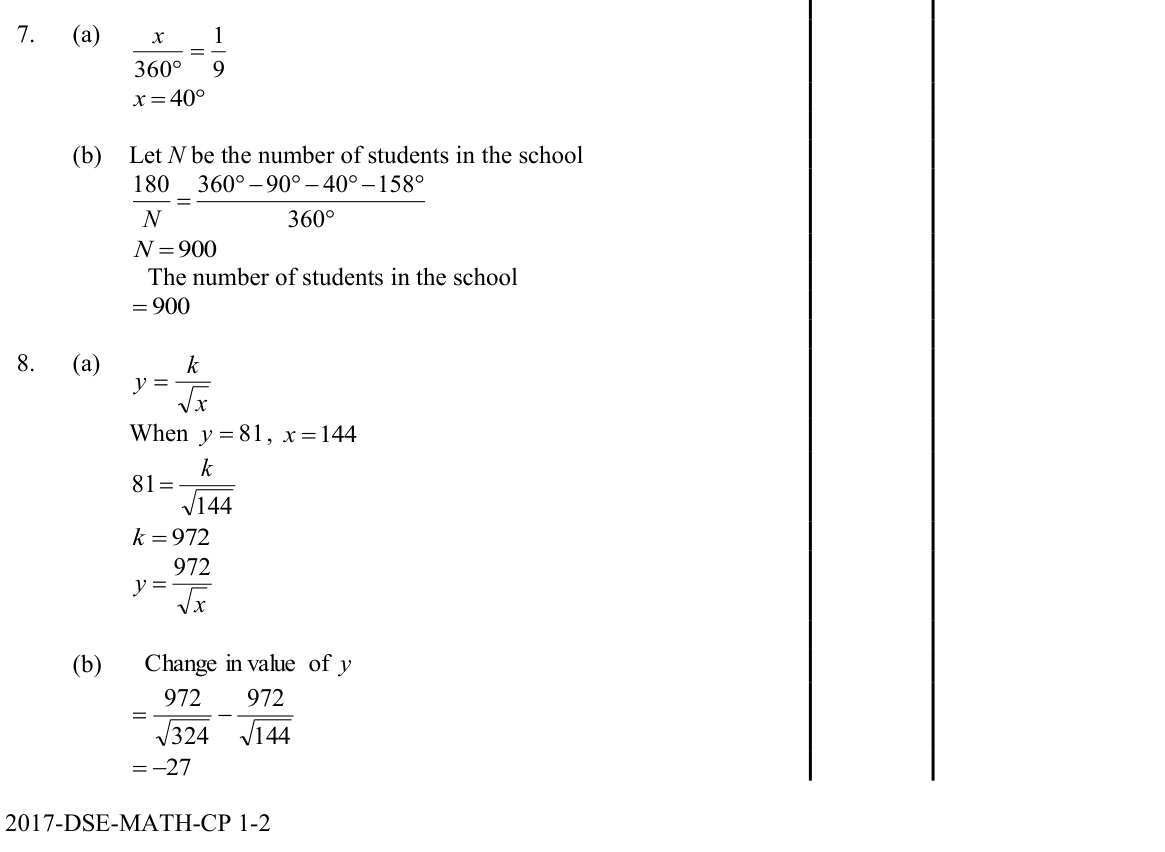 7. (a) x/360° = 1/9
x = 40°
(b) Let N be the number of students in the school
180/N = (360° − 90° − 40° − 158°)/360°
N = 900
The number of students in the school
= 900
8. (a) y = k/√x
When y = 81, x = 144
81 = k/√144
k = 972
y = 972/√x
(b) Change in value of y
= 972/√324 − 972/√144
= −27
2017-DSE-MATH-CP 1-2